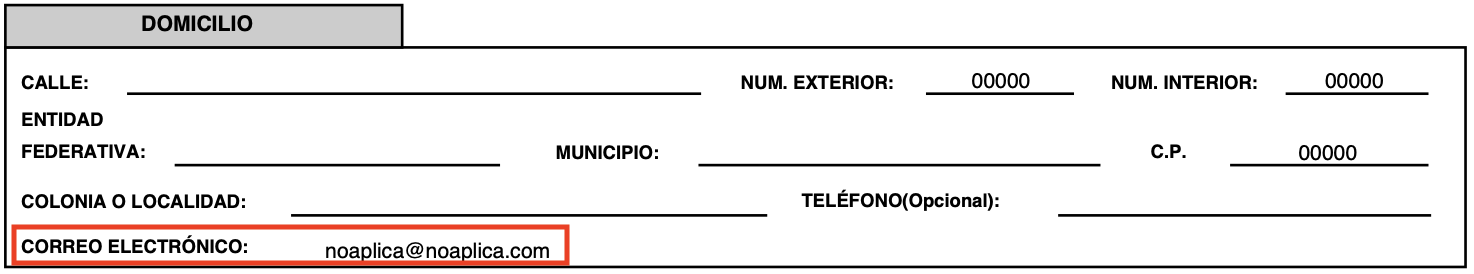 DOMICILIO
CALLE: NUM. EXTERIOR: 00000 NUM. INTERIOR: 00000
ENTIDAD
FEDERATIVA: MUNICIPIO: C.P. 00000
COLONIA O LOCALIDAD: TELÉFONO(Opcional):
CORREO ELECTRÓNICO: noaplica@noaplica.com